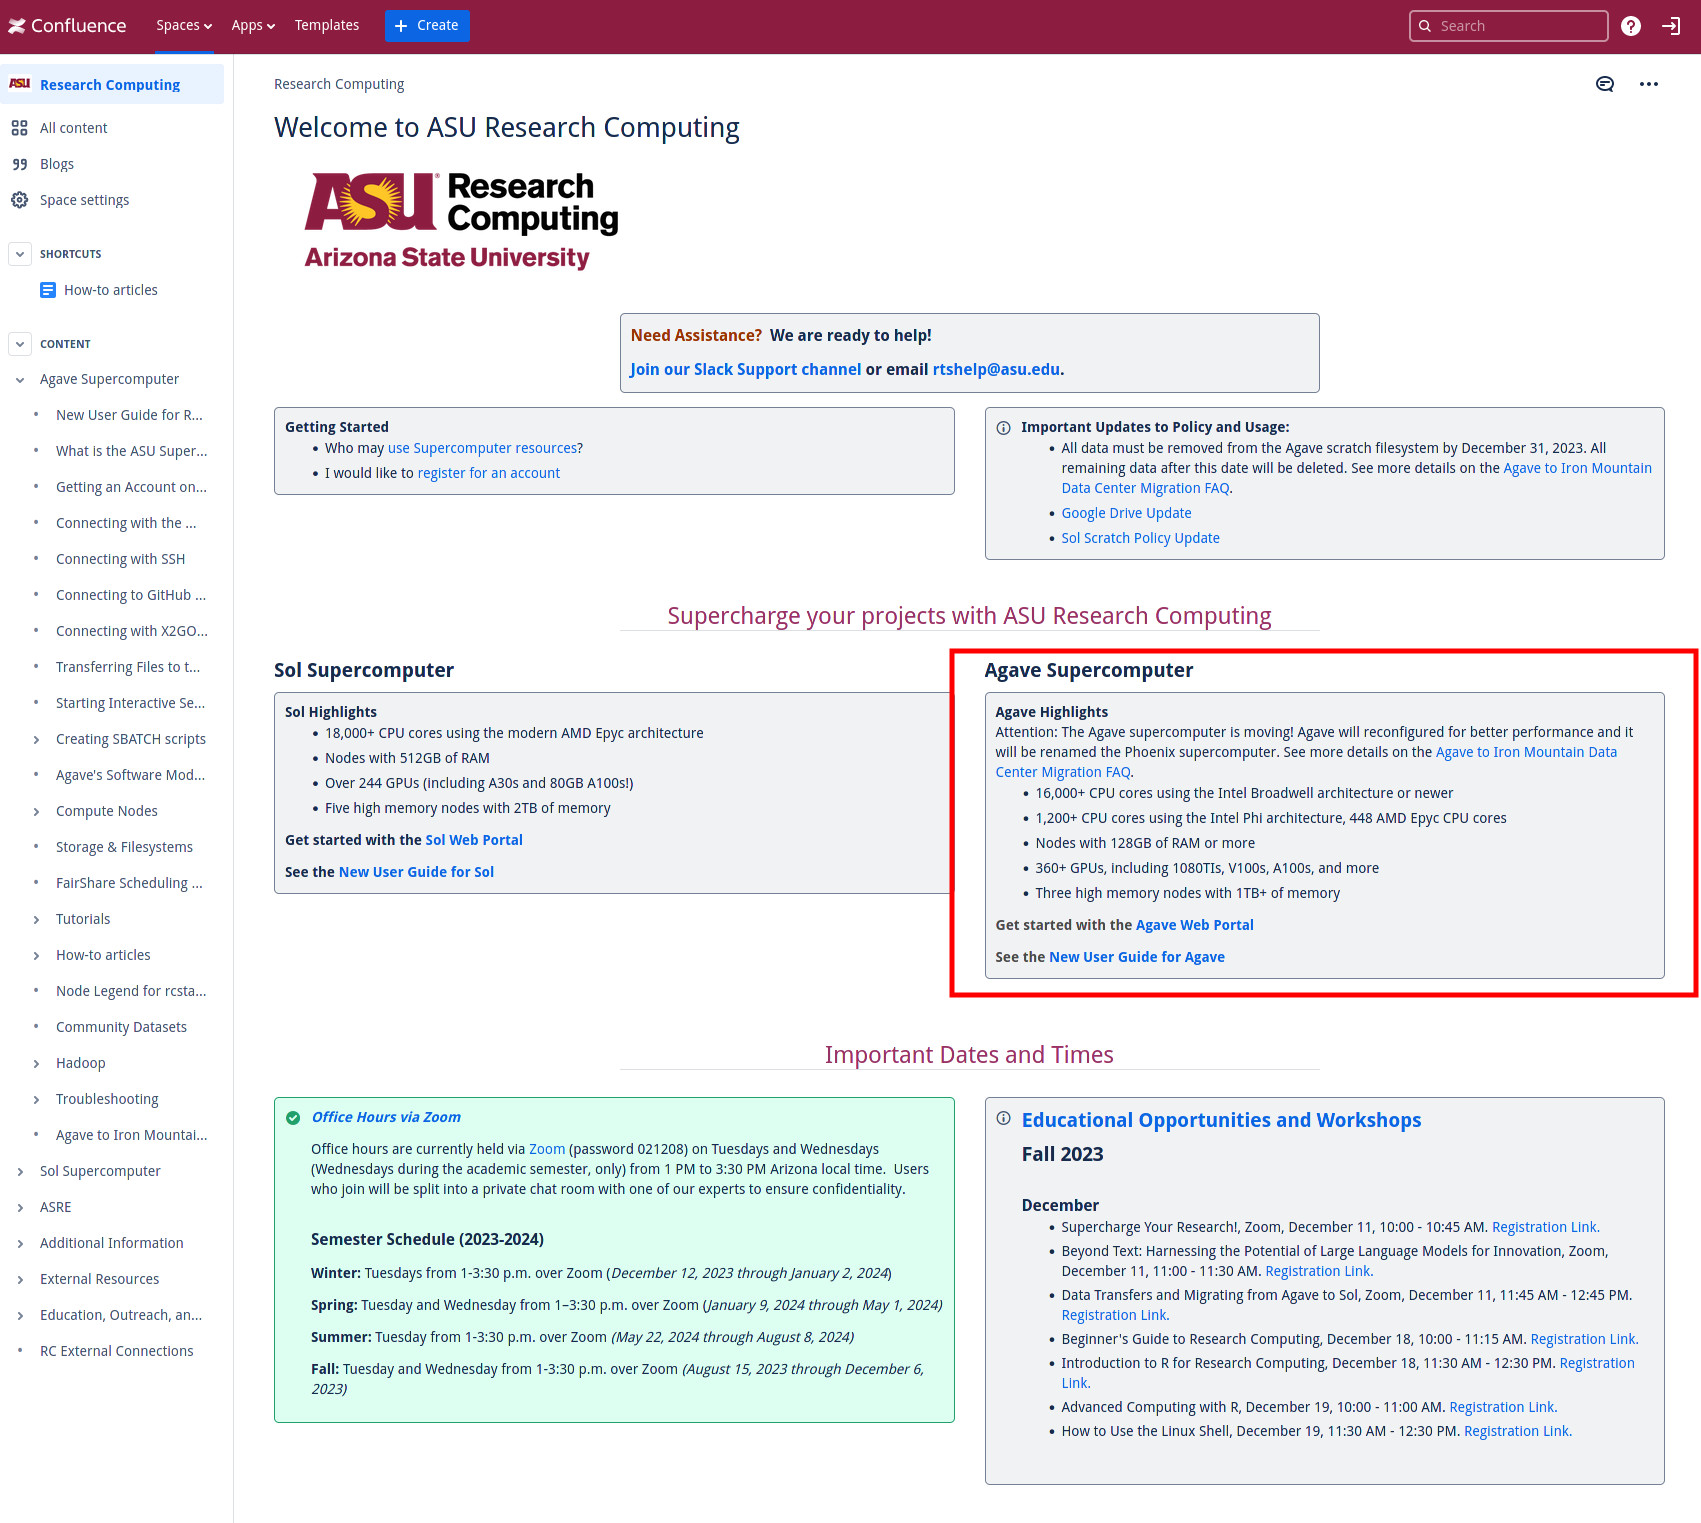 Confluence
Spaces
Apps
Templates
Create
Search
ASU
Research Computing
All content
Blogs
Space settings
SHORTCUTS
How-to articles
CONTENT
Agave Supercomputer
New User Guide for R...
What is the ASU Super...
Getting an Account on...
Connecting with the ...
Connecting with SSH
Connecting to GitHub ...
Connecting with X2GO...
Transferring Files to t...
Starting Interactive Se...
Creating SBATCH scripts
Agave's Software Mod...
Compute Nodes
Storage & Filesystems
FairShare Scheduling ...
Tutorials
How-to articles
Node Legend for rcsta...
Community Datasets
Hadoop
Troubleshooting
Agave to Iron Mountai...
Sol Supercomputer
ASRE
Additional Information
External Resources
Education, Outreach, an...
RC External Connections
Research Computing
Welcome to ASU Research Computing
ASU® Research
Computing
Arizona State University
Need Assistance? We are ready to help!
Join our Slack Support channel or email rtshelp@asu.edu.
Getting Started
• Who may use Supercomputer resources?
• I would like to register for an account
Important Updates to Policy and Usage:
• All data must be removed from the Agave scratch filesystem by December 31, 2023. All
remaining data after this date will be deleted. See more details on the Agave to Iron Mountain
Data Center Migration FAQ.
• Google Drive Update
• Sol Scratch Policy Update
Supercharge your projects with ASU Research Computing
Sol Supercomputer
Sol Highlights
• 18,000+ CPU cores using the modern AMD Epyc architecture
• Nodes with 512GB of RAM
• Over 244 GPUs (including A30s and 80GB A100s!)
• Five high memory nodes with 2TB of memory
Get started with the Sol Web Portal
See the New User Guide for Sol
Agave Supercomputer
Agave Highlights
Attention: The Agave supercomputer is moving! Agave will reconfigured for better performance and it
will be renamed the Phoenix supercomputer. See more details on the Agave to Iron Mountain Data
Center Migration FAQ.
• 16,000+ CPU cores using the Intel Broadwell architecture or newer
• 1,200+ CPU cores using the Intel Phi architecture, 448 AMD Epyc CPU cores
• Nodes with 128GB of RAM or more
• 360+ GPUs, including 1080TIs, V100s, A100s, and more
• Three high memory nodes with 1TB+ of memory
Get started with the Agave Web Portal
See the New User Guide for Agave
Important Dates and Times
Office Hours via Zoom
Office hours are currently held via Zoom (password 021208) on Tuesdays and Wednesdays
(Wednesdays during the academic semester, only) from 1 PM to 3:30 PM Arizona local time. Users
who join will be split into a private chat room with one of our experts to ensure confidentiality.
Semester Schedule (2023-2024)
Winter: Tuesdays from 1-3:30 p.m. over Zoom (December 12, 2023 through January 2, 2024)
Spring: Tuesday and Wednesday from 1–3:30 p.m. over Zoom (January 9, 2024 through May 1, 2024)
Summer: Tuesday from 1-3:30 p.m. over Zoom (May 22, 2024 through August 8, 2024)
Fall: Tuesday and Wednesday from 1-3:30 p.m. over Zoom (August 15, 2023 through December 6,
2023)
Educational Opportunities and Workshops
Fall 2023
December
• Supercharge Your Research!, Zoom, December 11, 10:00 - 10:45 AM. Registration Link.
• Beyond Text: Harnessing the Potential of Large Language Models for Innovation, Zoom,
December 11, 11:00 - 11:30 AM. Registration Link.
• Data Transfers and Migrating from Agave to Sol, Zoom, December 11, 11:45 AM - 12:45 PM.
Registration Link.
• Beginner's Guide to Research Computing, December 18, 10:00 - 11:15 AM. Registration Link.
• Introduction to R for Research Computing, December 18, 11:30 AM - 12:30 PM. Registration
Link.
• Advanced Computing with R, December 19, 10:00 - 11:00 AM. Registration Link.
• How to Use the Linux Shell, December 19, 11:30 AM - 12:30 PM. Registration Link.